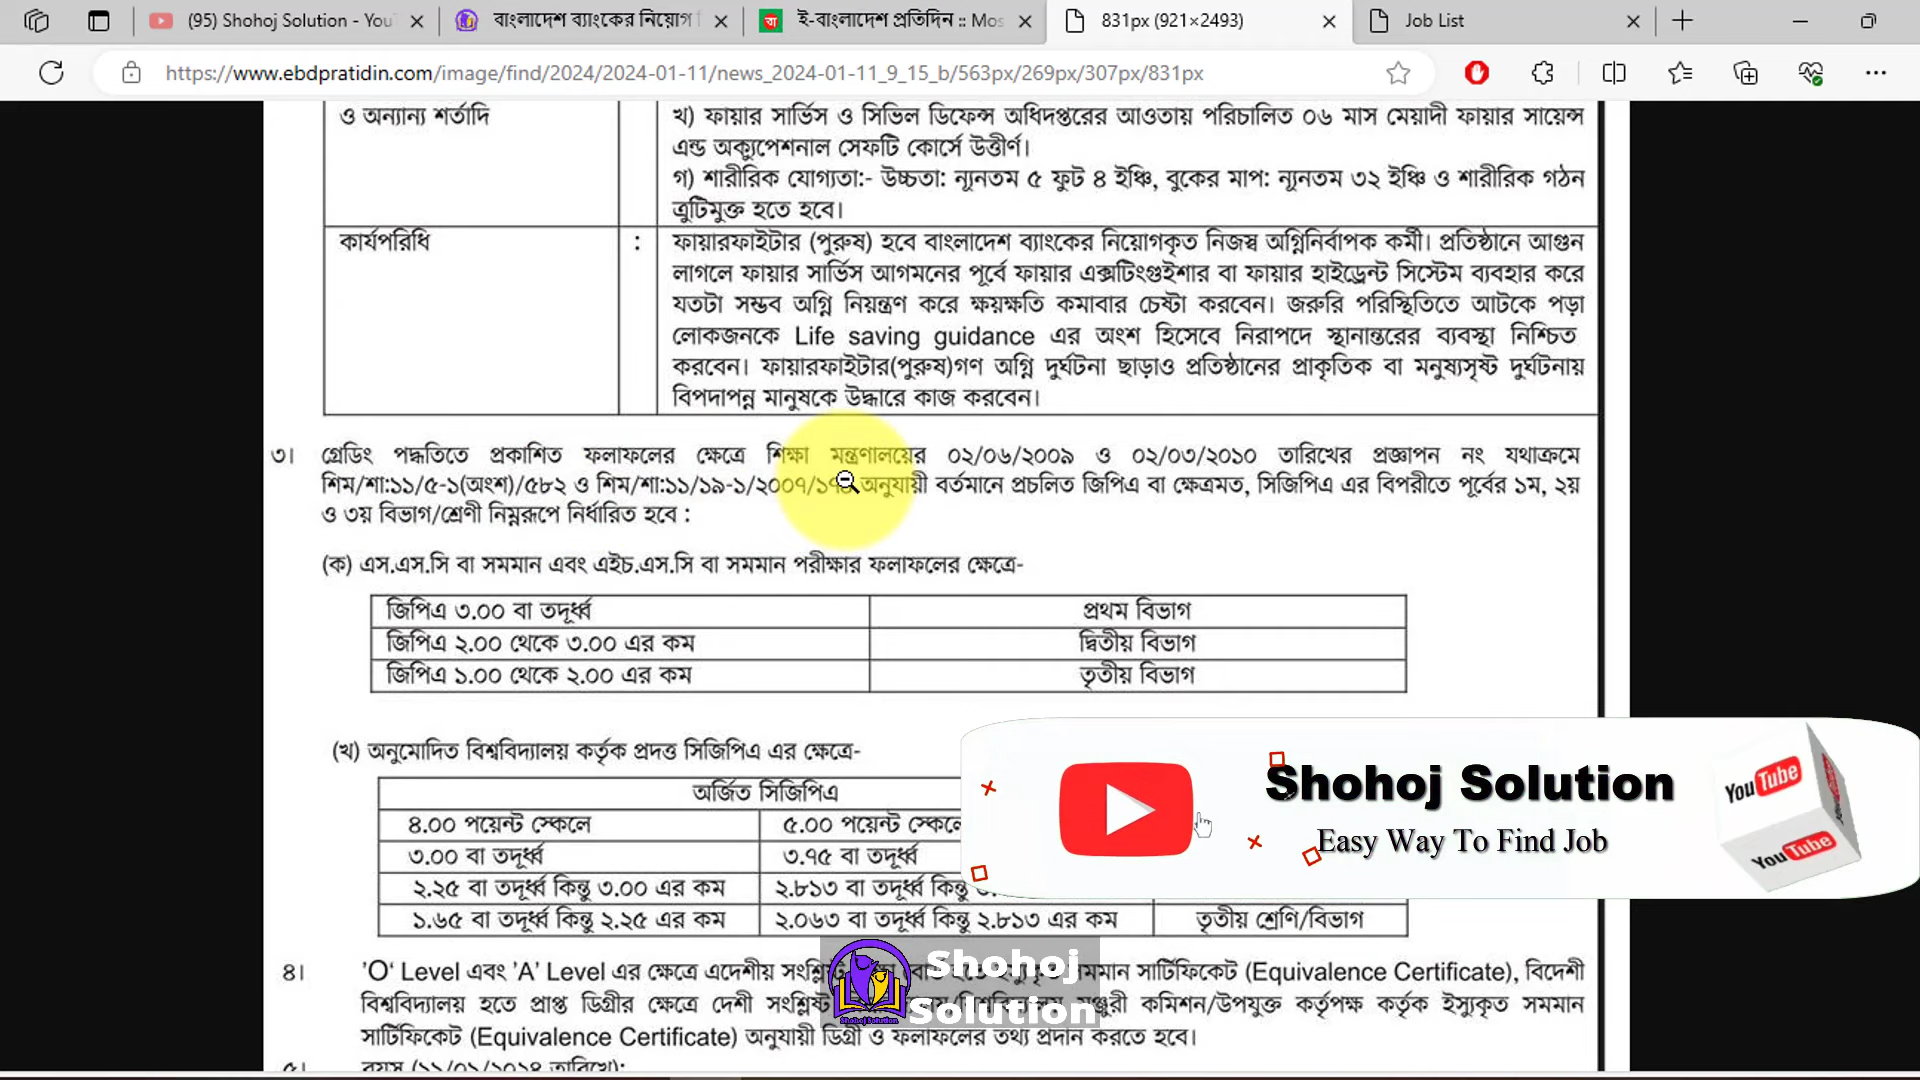 (95) Shohoj Solution - You
বাংলাদেশ ব্যাংকের নিয়োগ
ই-বাংলাদেশ প্রতিদিন :: Mos
831px (921×2493)
Job List
https://www.ebdpratidin.com/image/find/2024/2024-01-11/news_2024-01-11_9_15_b/563px/269px/307px/831px
ও অন্যান্য শর্তাদি
খ) ফায়ার সার্ভিস ও সিভিল ডিফেন্স অধিদপ্তরের আওতায় পরিচালিত ০৬ মাস মেয়াদী ফায়ার সায়েন্স
এন্ড অক্যুপেশনাল সেফটি কোর্সে উত্তীর্ণ।
গ) শারীরিক যোগ্যতা:- উচ্চতা: ন্যূনতম ৫ ফুট ৪ ইঞ্চি, বুকের মাপ: ন্যূনতম ৩২ ইঞ্চি ও শারীরিক গঠন
ত্রুটিমুক্ত হতে হবে।
কার্যপরিধি : ফায়ারফাইটার (পুরুষ) হবে বাংলাদেশ ব্যাংকের নিয়োগকৃত নিজস্ব অগ্নিনির্বাপক কর্মী। প্রতিষ্ঠানে আগুন
লাগলে ফায়ার সার্ভিস আগমনের পূর্বে ফায়ার এক্সটিংগুইশার বা ফায়ার হাইড্রেন্ট সিস্টেম ব্যবহার করে
যতটা সম্ভব অগ্নি নিয়ন্ত্রণ করে ক্ষয়ক্ষতি কমাবার চেষ্টা করবেন। জরুরি পরিস্থিতিতে আটকে পড়া
লোকজনকে Life saving guidance এর অংশ হিসেবে নিরাপদে স্থানান্তরের ব্যবস্থা নিশ্চিত
করবেন। ফায়ারফাইটার(পুরুষ)গণ অগ্নি দুর্ঘটনা ছাড়াও প্রতিষ্ঠানের প্রাকৃতিক বা মনুষ্যসৃষ্ট দুর্ঘটনায়
বিপদাপন্ন মানুষকে উদ্ধারে কাজ করবেন।
৩। গ্রেডিং পদ্ধতিতে প্রকাশিত ফলাফলের ক্ষেত্রে শিক্ষা মন্ত্রণালয়ের ০২/০৬/২০০৯ ও ০২/০৩/২০১০ তারিখের প্রজ্ঞাপন নং যথাক্রমে
শিম/শা:১১/৫-১(অংশ)/৫৮২ ও শিম/শা:১১/১৯-১/২০০৭/ অনুযায়ী বর্তমানে প্রচলিত জিপিএ বা ক্ষেত্রমত, সিজিপিএ এর বিপরীতে পূর্বের ১ম, ২য়
ও ৩য় বিভাগ/শ্রেণী নিম্নরূপে নির্ধারিত হবে :
(ক) এস.এস.সি বা সমমান এবং এইচ.এস.সি বা সমমান পরীক্ষার ফলাফলের ক্ষেত্রে-
জিপিএ ৩.০০ বা তদূর্ধ্ব প্রথম বিভাগ
জিপিএ ২.০০ থেকে ৩.০০ এর কম দ্বিতীয় বিভাগ
জিপিএ ১.০০ থেকে ২.০০ এর কম তৃতীয় বিভাগ
(খ) অনুমোদিত বিশ্ববিদ্যালয় কর্তৃক প্রদত্ত সিজিপিএ এর ক্ষেত্রে-
অর্জিত সিজিপিএ
৪.০০ পয়েন্ট স্কেলে ৫.০০ পয়েন্ট স্কেলে
৩.০০ বা তদূর্ধ্ব ৩.৭৫ বা তদূর্ধ্ব
২.২৫ বা তদূর্ধ্ব কিন্তু ৩.০০ এর কম ২.৮১৩ বা তদূর্ধ্ব কিন্তু
১.৬৫ বা তদূর্ধ্ব কিন্তু ২.২৫ এর কম ২.০৬৩ বা তদূর্ধ্ব কিন্তু ২.৮১৩ এর কম তৃতীয় শ্রেণি/বিভাগ
Shohoj Solution
Easy Way To Find Job
YouTube
YouTube
৪। 'O' Level এবং 'A' Level এর ক্ষেত্রে এদেশীয় হতে সমমান সার্টিফিকেট (Equivalence Certificate), বিদেশী
বিশ্ববিদ্যালয় হতে প্রাপ্ত ডিগ্রীর ক্ষেত্রে দেশী মঞ্জুরী কমিশন/উপযুক্ত কর্তৃপক্ষ কর্তৃক ইস্যুকৃত সমমান
সার্টিফিকেট (Equivalence Certificate) অনুযায়ী ডিগ্রী ও ফলাফলের তথ্য প্রদান করতে হবে।
Shohoj
Solution
Shohoj Solution
৫। বয়স (১১/০১/২০২৪ তারিখে):